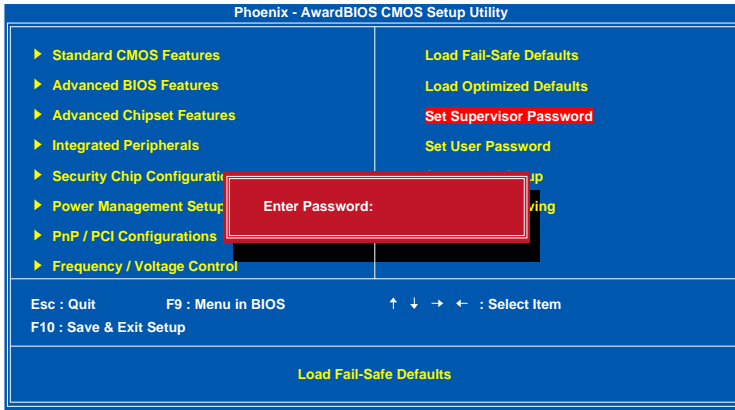 Phoenix - AwardBIOS CMOS Setup Utility
Standard CMOS Features
Advanced BIOS Features
Advanced Chipset Features
Integrated Peripherals
Security Chip
Power Management Setup
PnP / PCI Configurations
Frequency / Voltage Control
Load Fail-Safe Defaults
Load Optimized Defaults
Set Supervisor Password
Set User Password
Enter Password:
Esc : Quit F9 : Menu in BIOS ↑ ↓ → ← : Select Item
F10 : Save & Exit Setup
Load Fail-Safe Defaults